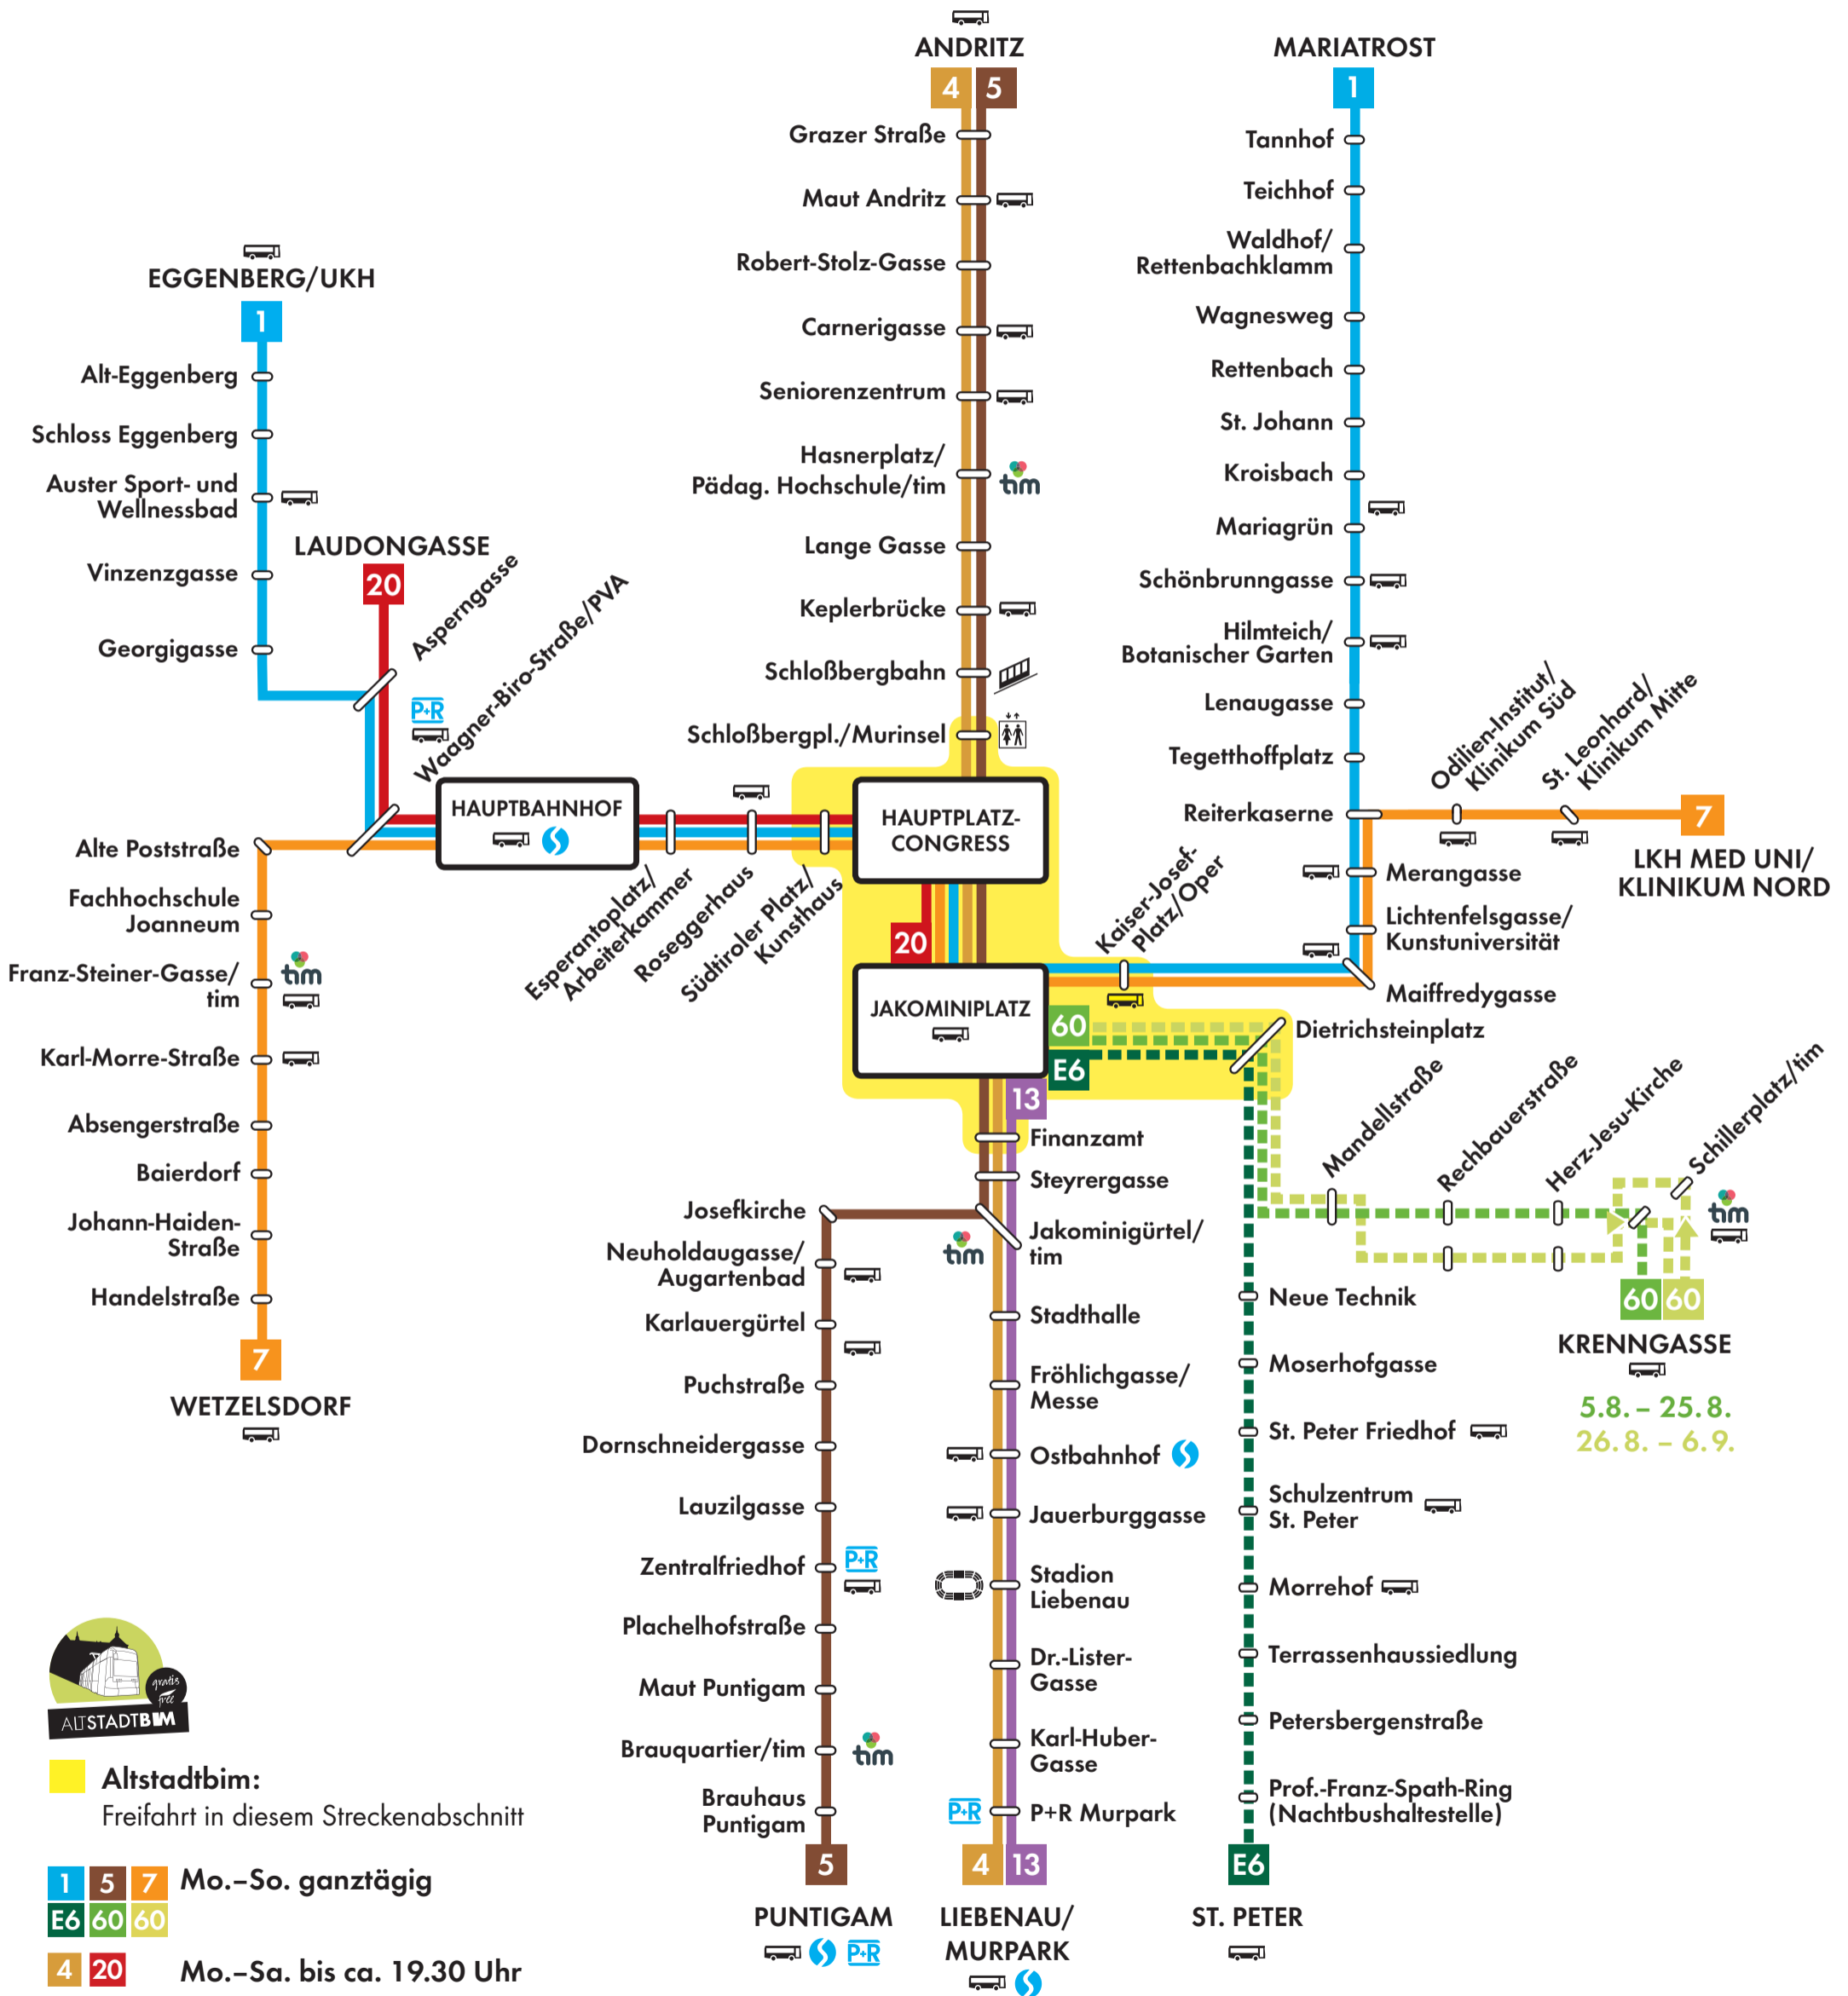 ANDRITZ
4 5
Grazer Straße
Maut Andritz
Robert-Stolz-Gasse
Carnerigasse
Seniorenzentrum
Hasnerplatz/
Pädag. Hochschule/tim
tim
Lange Gasse
Keplerbrücke
Schloßbergbahn
Schloßbergpl./Murinsel
MARIATROST
1
Tannhof
Teichhof
Waldhof/
Rettenbachklamm
Wagnesweg
Rettenbach
St. Johann
Kroisbach
Mariagrün
Schönbrunngasse
Hilmteich/
Botanischer Garten
Lenaugasse
Tegetthoffplatz
Reiterkaserne
Odilien-Institut/
Klinikum Süd
St. Leonhard/
Klinikum Mitte
7
LKH MED UNI/
KLINIKUM NORD
Merangasse
Lichtenfelsgasse/
Kunstuniversität
Maiffredygasse
EGGENBERG/UKH
1
Alt-Eggenberg
Schloss Eggenberg
Auster Sport- und
Wellnessbad
Vinzenzgasse
Georgigasse
LAUDONGASSE
20
Asperngasse
P+R
Waagner-Biro-Straße/PVA
HAUPTBAHNHOF
Esperantoplatz/
Arbeiterkammer
Roseggerhaus
Südtiroler Platz/
Kunsthaus
HAUPTPLATZ-
CONGRESS
20
Kaiser-Josef-
Platz/Oper
JAKOMINIPLATZ
60
E6
13
Dietrichsteinplatz
Alte Poststraße
Fachhochschule
Joanneum
Franz-Steiner-Gasse/
tim
tim
Karl-Morre-Straße
Absengerstraße
Baierdorf
Johann-Haiden-
Straße
Handelstraße
7
WETZELSDORF
Finanzamt
Steyrergasse
Jakominigürtel/
tim
tim
Stadthalle
Fröhlichgasse/
Messe
Ostbahnhof
Jauerburggasse
Stadion
Liebenau
Dr.-Lister-
Gasse
Karl-Huber-
Gasse
P+R P+R Murpark
4 13
LIEBENAU/
MURPARK
Josefkirche
Neuholdaugasse/
Augartenbad
Karlauergürtel
Puchstraße
Dornschneidergasse
Lauzilgasse
Zentralfriedhof
P+R
Plachelhofstraße
Maut Puntigam
Brauquartier/tim
tim
Brauhaus
Puntigam
5
PUNTIGAM
P+R
Mandellstraße
Rechbauerstraße
Herz-Jesu-Kirche
Schillerplatz/tim
tim
60 60
KRENNGASSE
5.8. – 25.8.
26.8. – 6.9.
Neue Technik
Moserhofgasse
St. Peter Friedhof
Schulzentrum
St. Peter
Morrehof
Terrassenhaussiedlung
Petersbergenstraße
Prof.-Franz-Spath-Ring
(Nachtbushaltestelle)
E6
ST. PETER
gratis
free
ALTSTADTBIM
Altstadtbim:
Freifahrt in diesem Streckenabschnitt
1 5 7 Mo.–So. ganztägig
E6 60 60
4 20 Mo.–Sa. bis ca. 19.30 Uhr